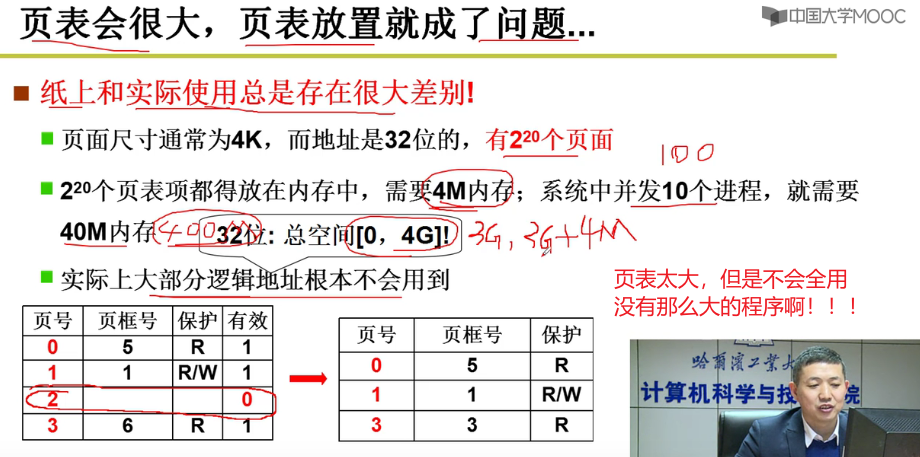 页表会很大，页表放置就成了问题...
中国大学MOOC
纸上和实际使用总是存在很大差别!
页面尺寸通常为4K，而地址是32位的，有2²⁰个页面
100
2²⁰个页表项都得放在内存中，需要4M内存；系统中并发10个进程，就需要
40M内存 (400M)
32位: 总空间[0，4G]!
3G, 3G+4M
实际上大部分逻辑地址根本不会用到
页表太大，但是不会全用
没有那么大的程序啊！！！
页号 页框号 保护 有效
0 5 R 1
1 1 R/W 1
2 0
3 6 R 1
页号 页框号 保护
0 5 R
1 1 R/W
3 3 R
哈尔滨工业大
计算机科学与技 院